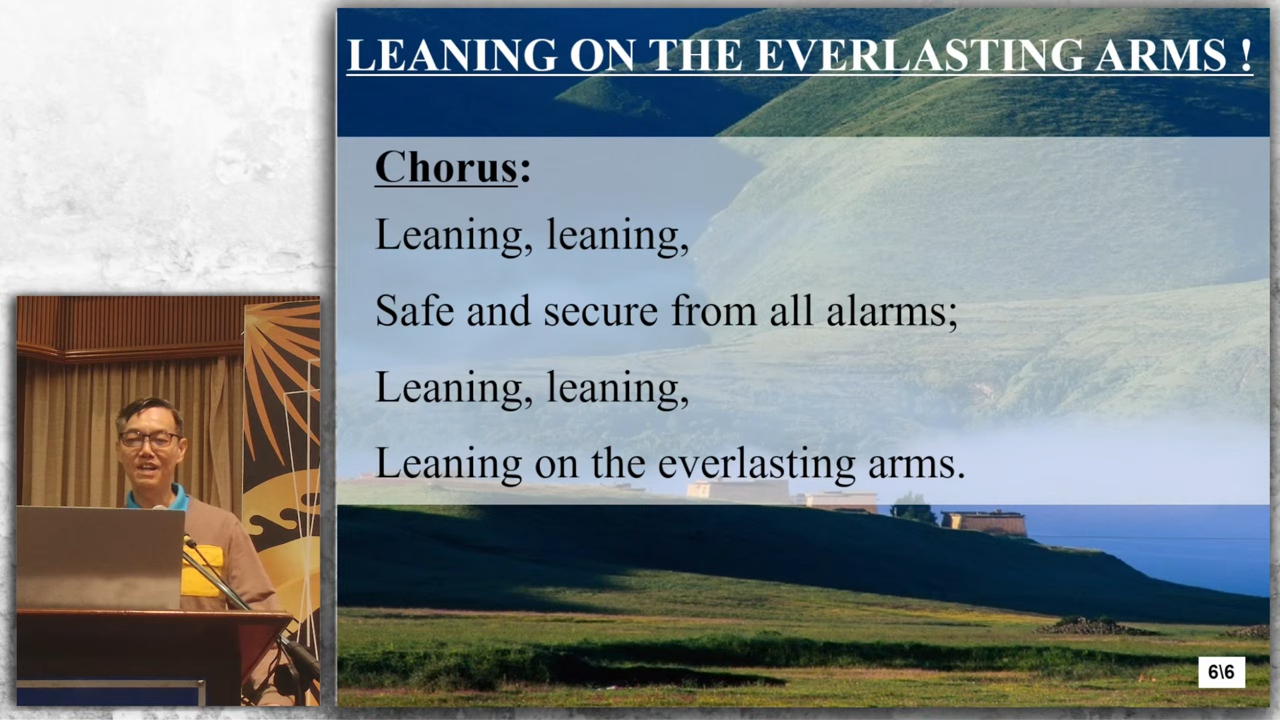 LEANING ON THE EVERLASTING ARMS !
Chorus:
Leaning, leaning,
Safe and secure from all alarms;
Leaning, leaning,
Leaning on the everlasting arms.
6\6